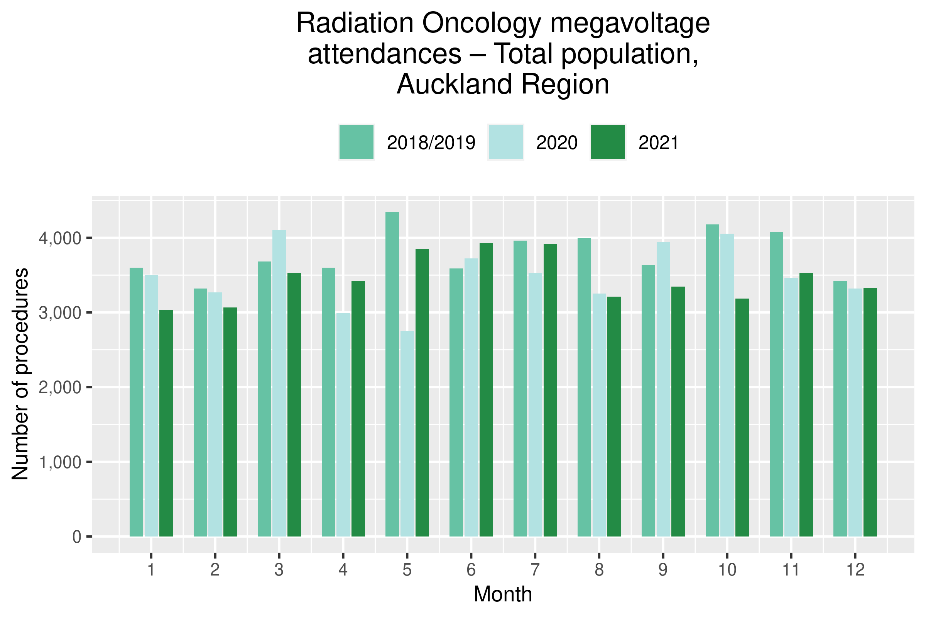 Radiation Oncology megavoltage
attendances – Total population,
Auckland Region
2018/2019 2020 2021
Number of procedures
4,000
3,000
2,000
1,000
0
1 2 3 4 5 6 7 8 9 10 11 12
Month